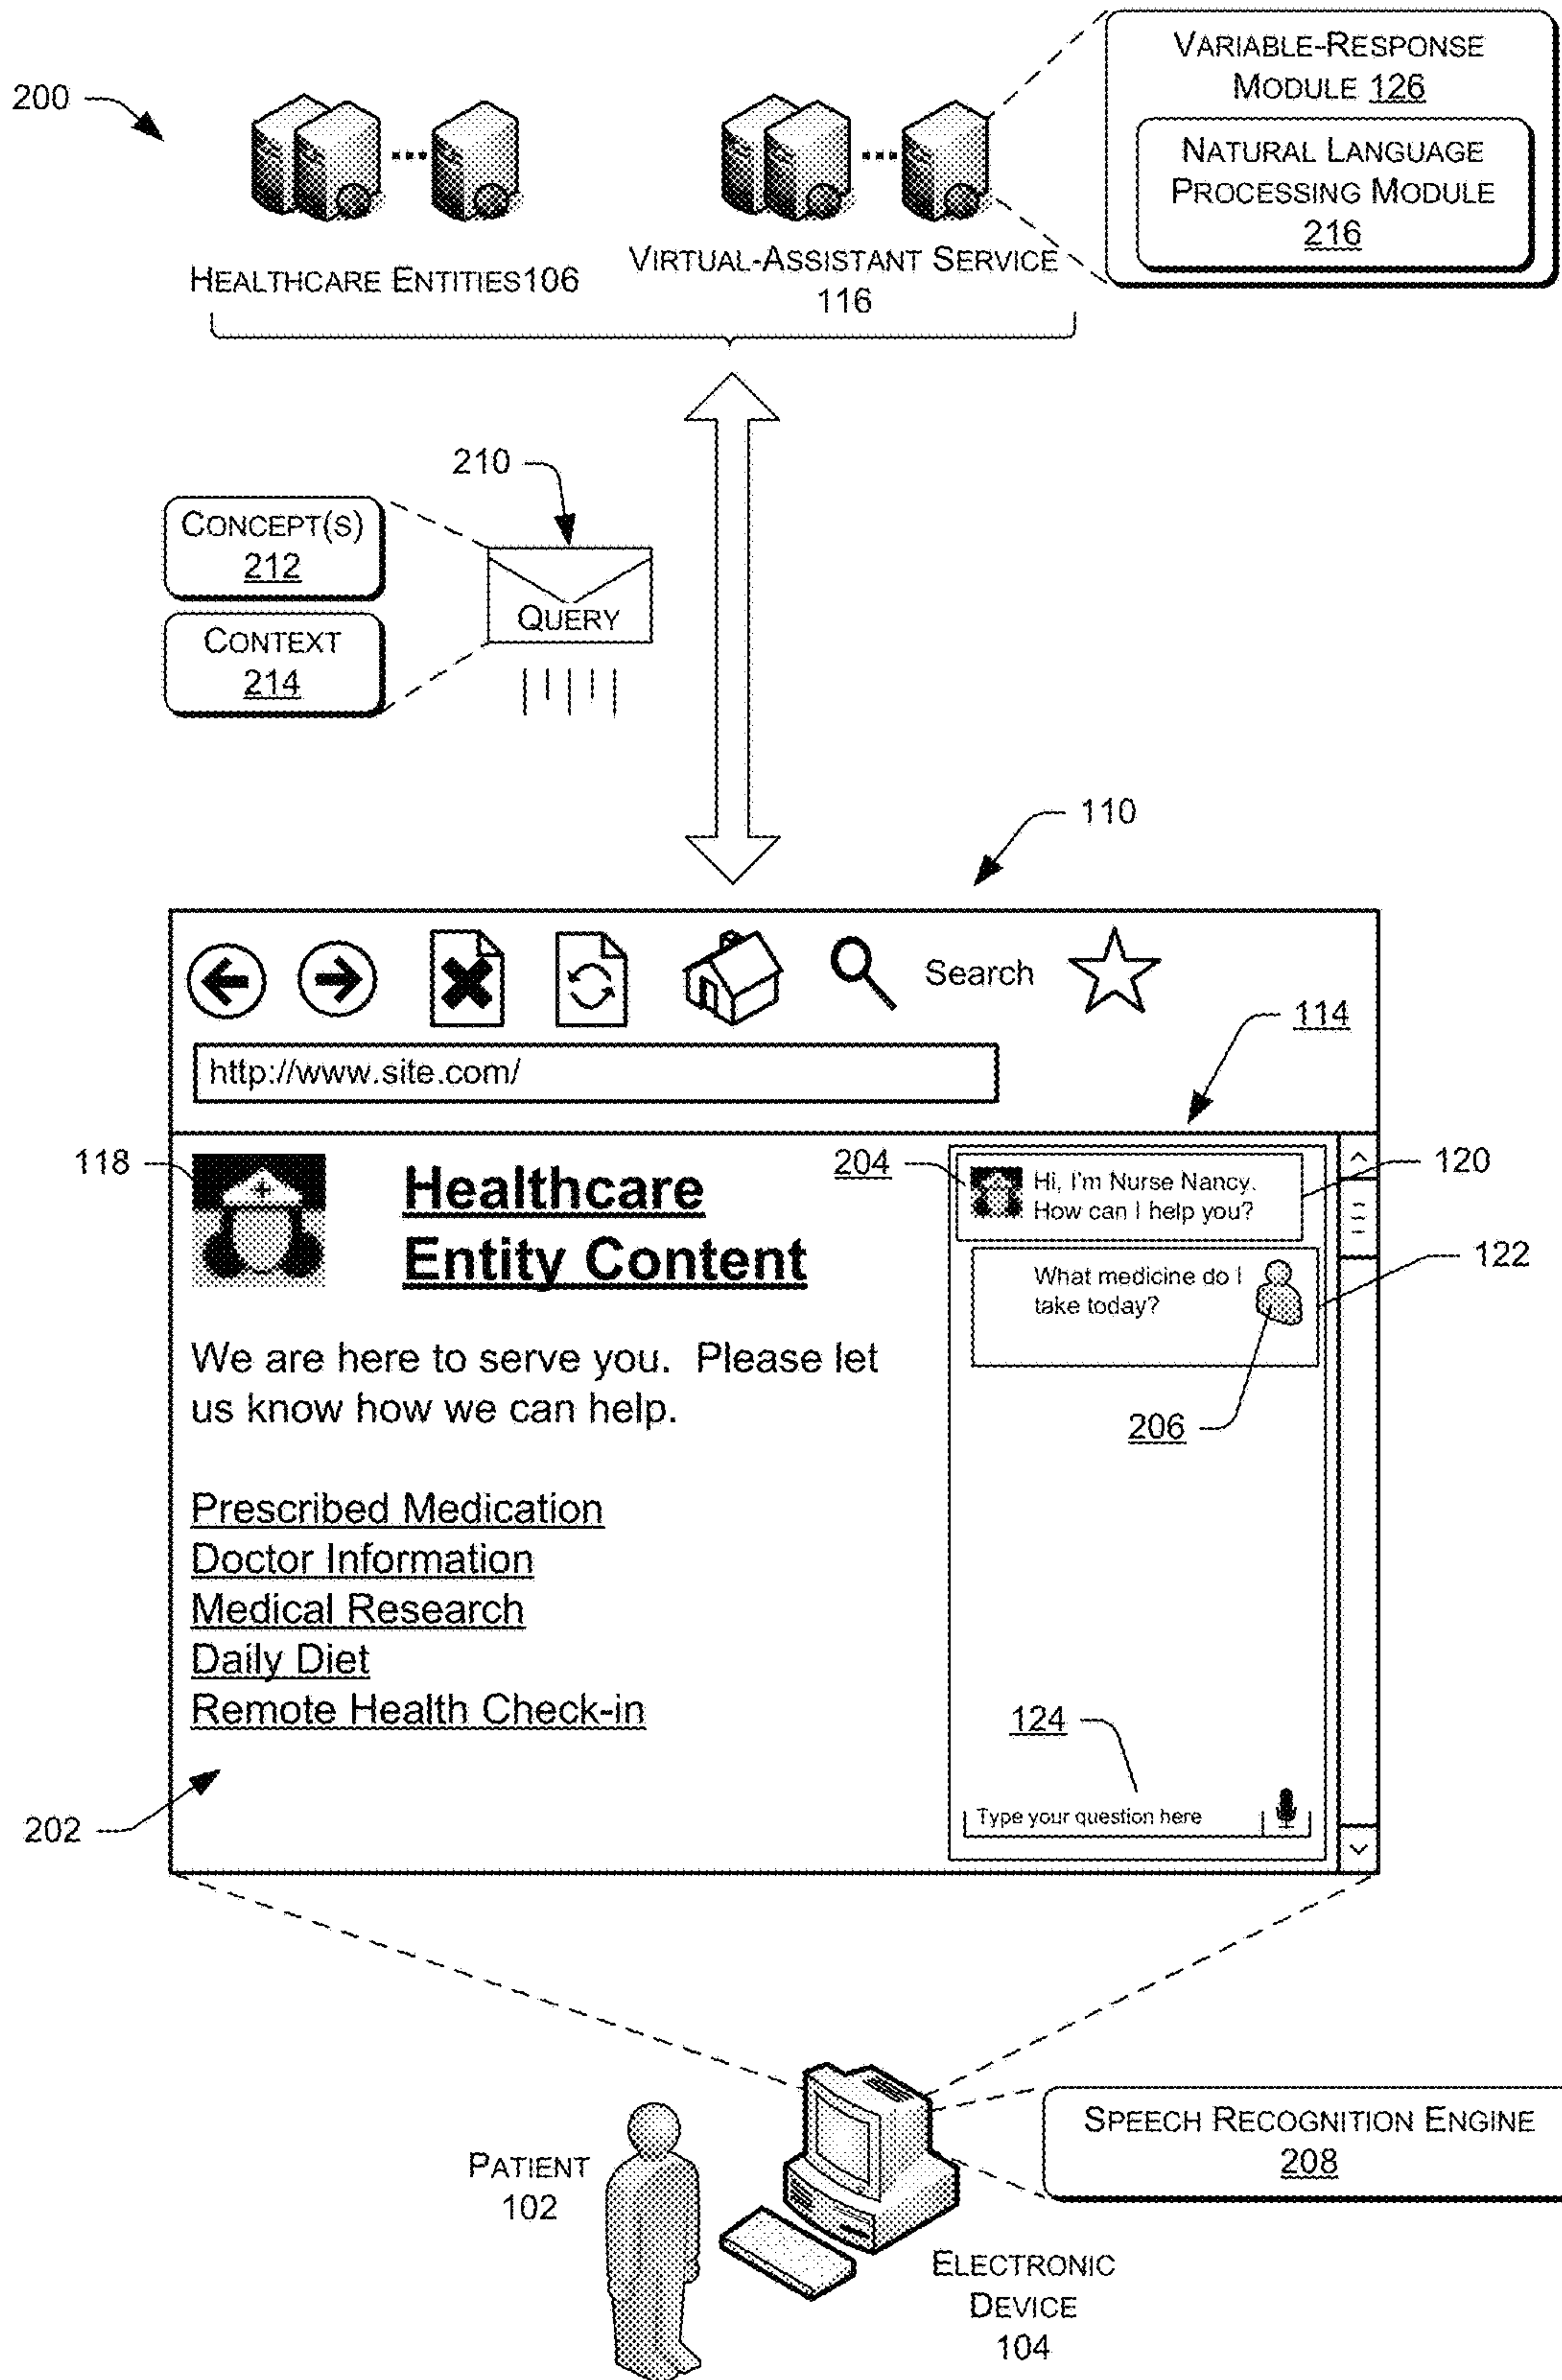 200
HEALTHCARE ENTITIES106
VIRTUAL-ASSISTANT SERVICE
116
VARIABLE-RESPONSE
MODULE 126
NATURAL LANGUAGE
PROCESSING MODULE
216
210
CONCEPT(S)
212
CONTEXT
214
QUERY
110
Search
http://www.site.com/
114
118
Healthcare
Entity Content
We are here to serve you. Please let
us know how we can help.
Prescribed Medication
Doctor Information
Medical Research
Daily Diet
Remote Health Check-in
202
204
Hi, I'm Nurse Nancy.
How can I help you?
120
What medicine do I
take today?
122
206
124
Type your question here
PATIENT
102
ELECTRONIC
DEVICE
104
SPEECH RECOGNITION ENGINE
208